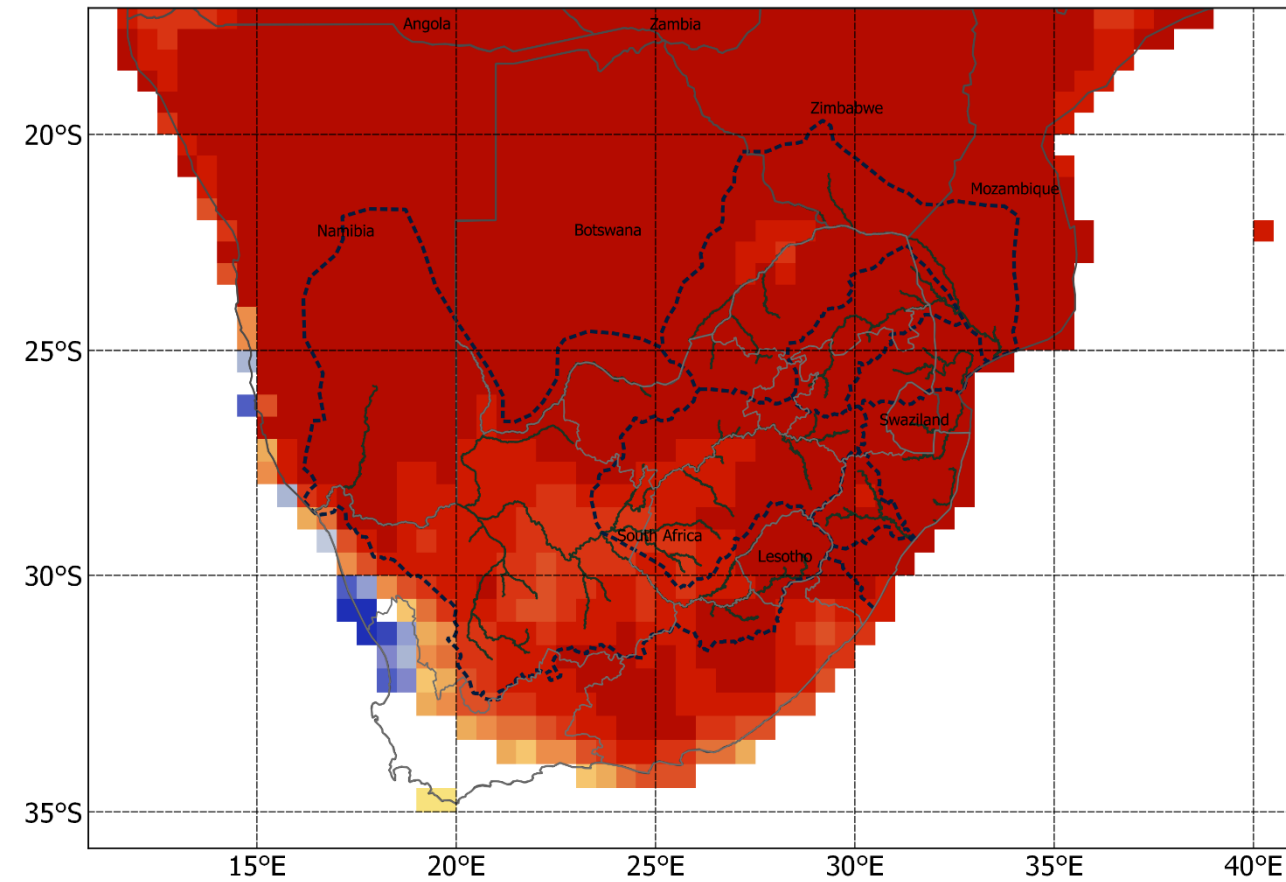 Angola
Zambia
Zimbabwe
20°S
Mozambique
Namibia
Botswana
25°S
Swaziland
South Africa
Lesotho
30°S
35°S
15°E
20°E
25°E
30°E
35°E
40°E